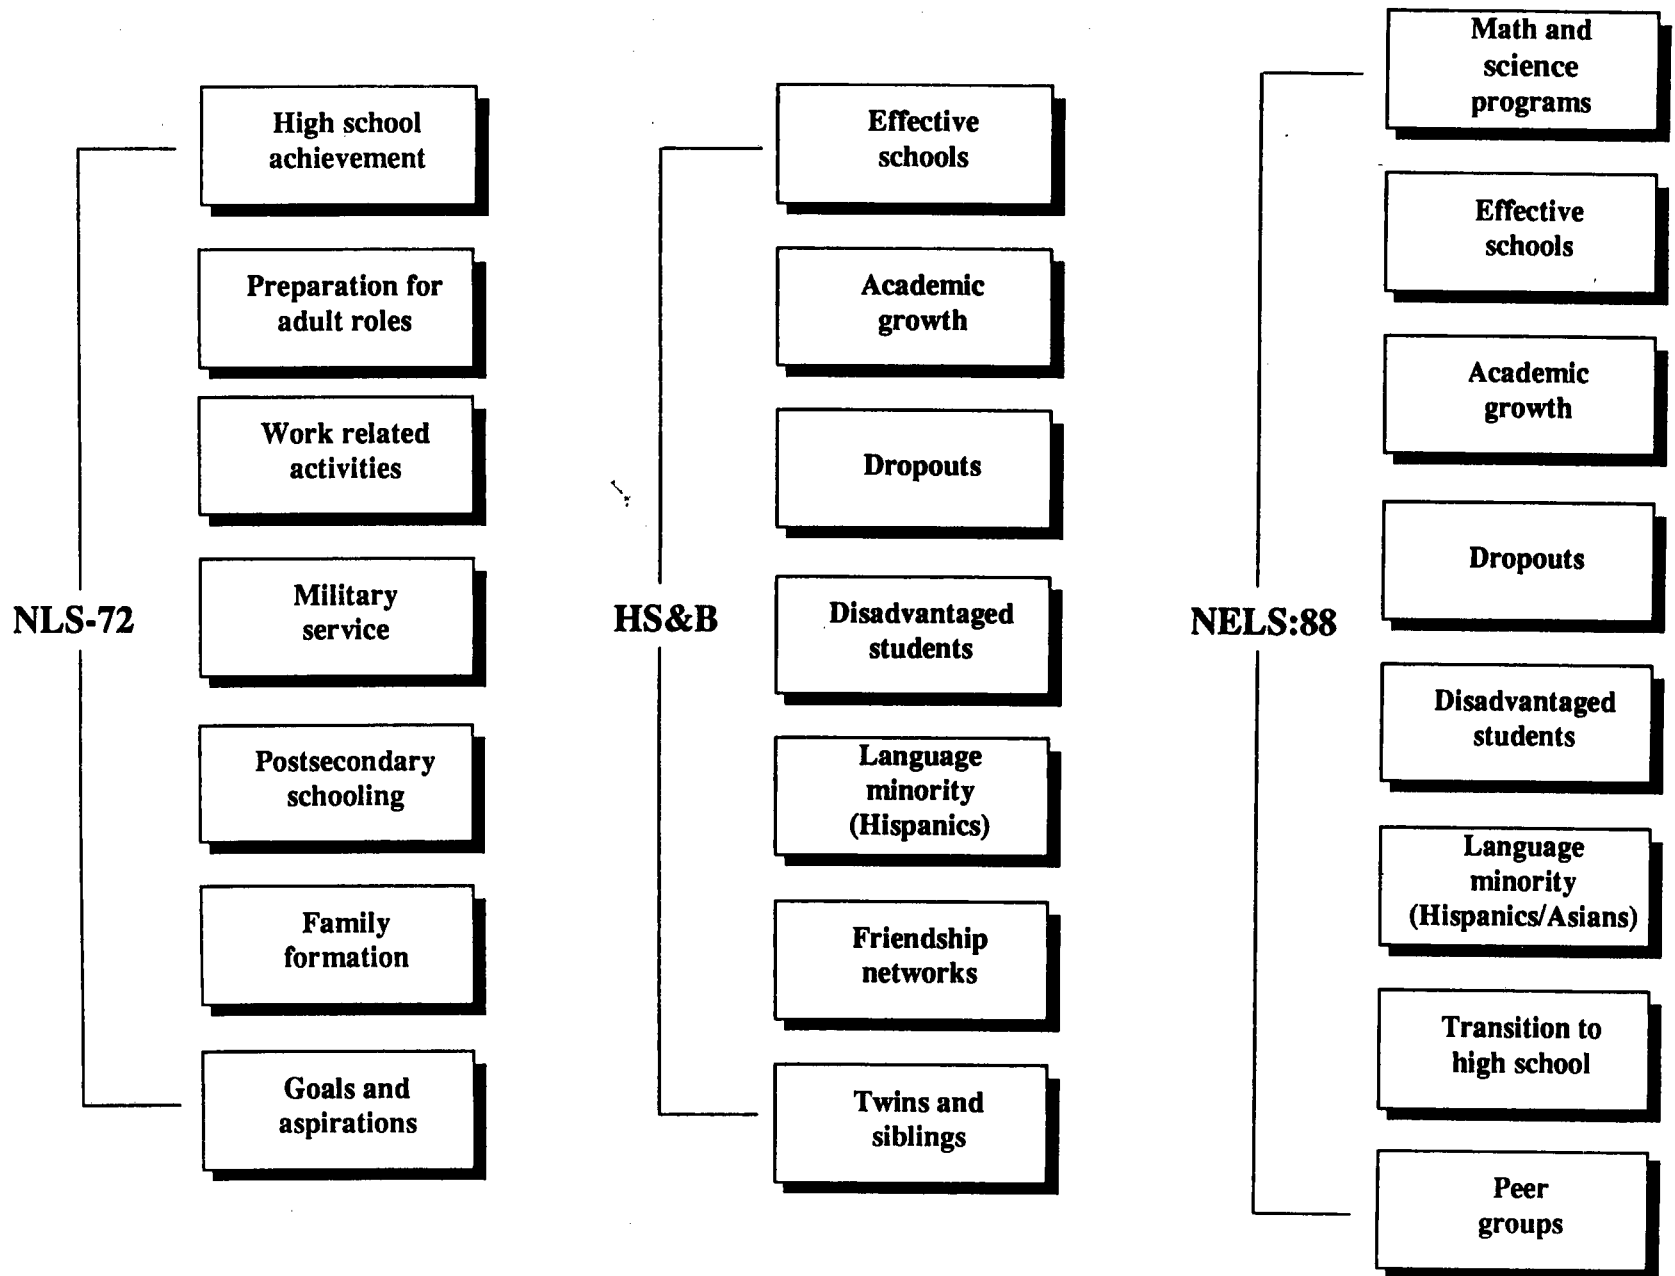 NLS-72
High school
achievement
Preparation for
adult roles
Work related
activities
Military
service
Postsecondary
schooling
Family
formation
Goals and
aspirations
HS&B
Effective
schools
Academic
growth
Dropouts
Disadvantaged
students
Language
minority
(Hispanics)
Friendship
networks
Twins and
siblings
NELS:88
Math and
science
programs
Effective
schools
Academic
growth
Dropouts
Disadvantaged
students
Language
minority
(Hispanics/Asians)
Transition to
high school
Peer
groups